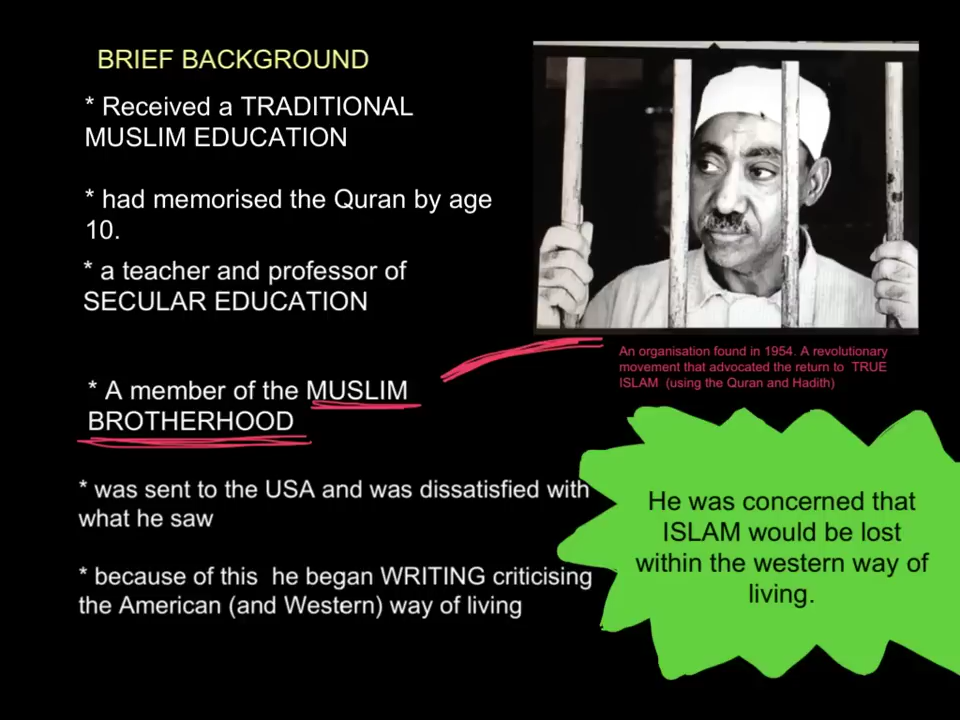 BRIEF BACKGROUND
* Received a TRADITIONAL
MUSLIM EDUCATION
* had memorised the Quran by age
10.
* a teacher and professor of
SECULAR EDUCATION
* A member of the MUSLIM
BROTHERHOOD
An organisation found in 1954. A revolutionary
movement that advocated the return to TRUE
ISLAM (using the Quran and Hadith)
* was sent to the USA and was dissatisfied with
what he saw
* because of this he began WRITING criticising
the American (and Western) way of living
He was concerned that
ISLAM would be lost
within the western way of
living.